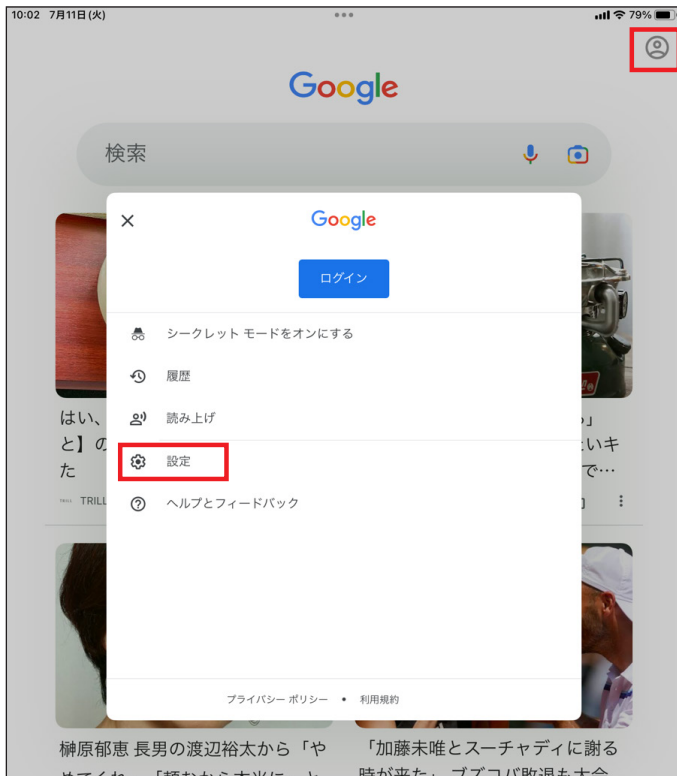 10:02 7月11日(火)
79%
Google
検索
Google
ログイン
シークレット モードをオンにする
履歴
読み上げ
設定
ヘルプとフィードバック
プライバシー ポリシー • 利用規約
はい、
と】の
た
TRILL TRILL
」
いキ
で…
榊原郁恵 長男の渡辺裕太から「や
「加藤未唯とスーチャディに謝る